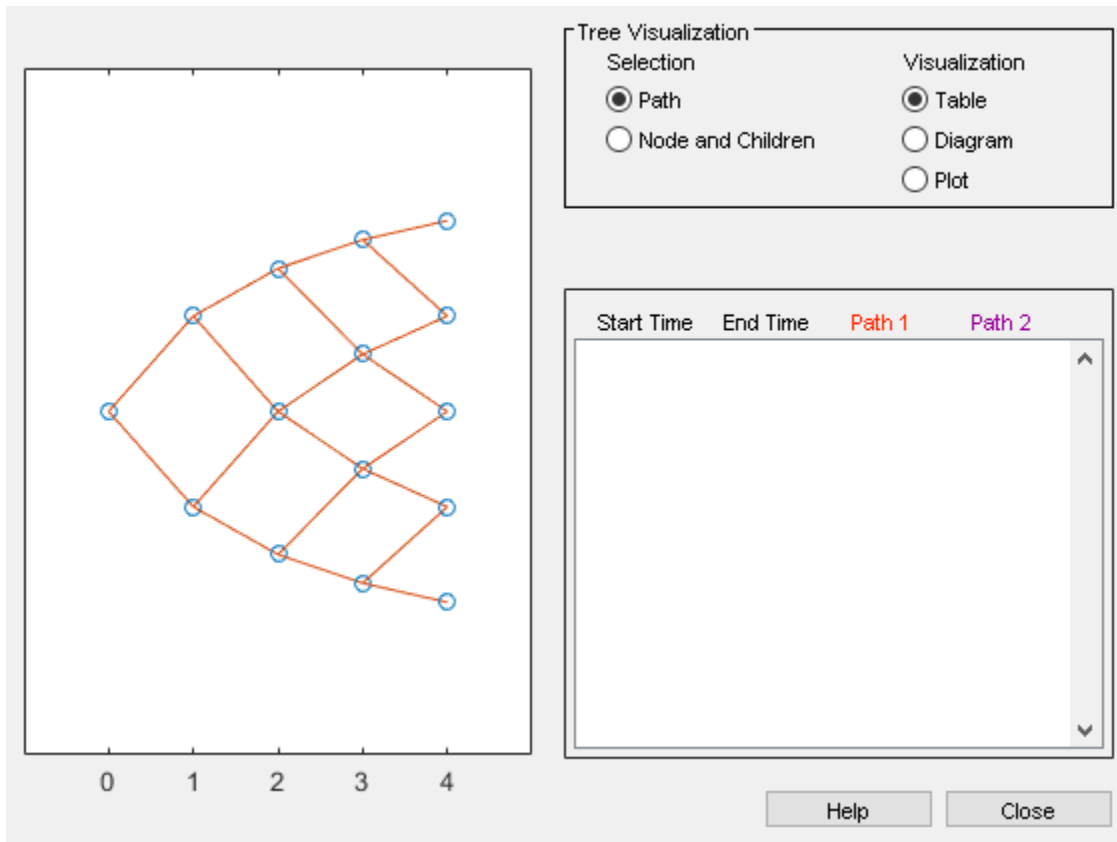 Tree Visualization
Selection
Visualization
Path
Table
Node and Children
Diagram
Plot
Start Time End Time Path 1 Path 2
0 1 2 3 4
Help
Close